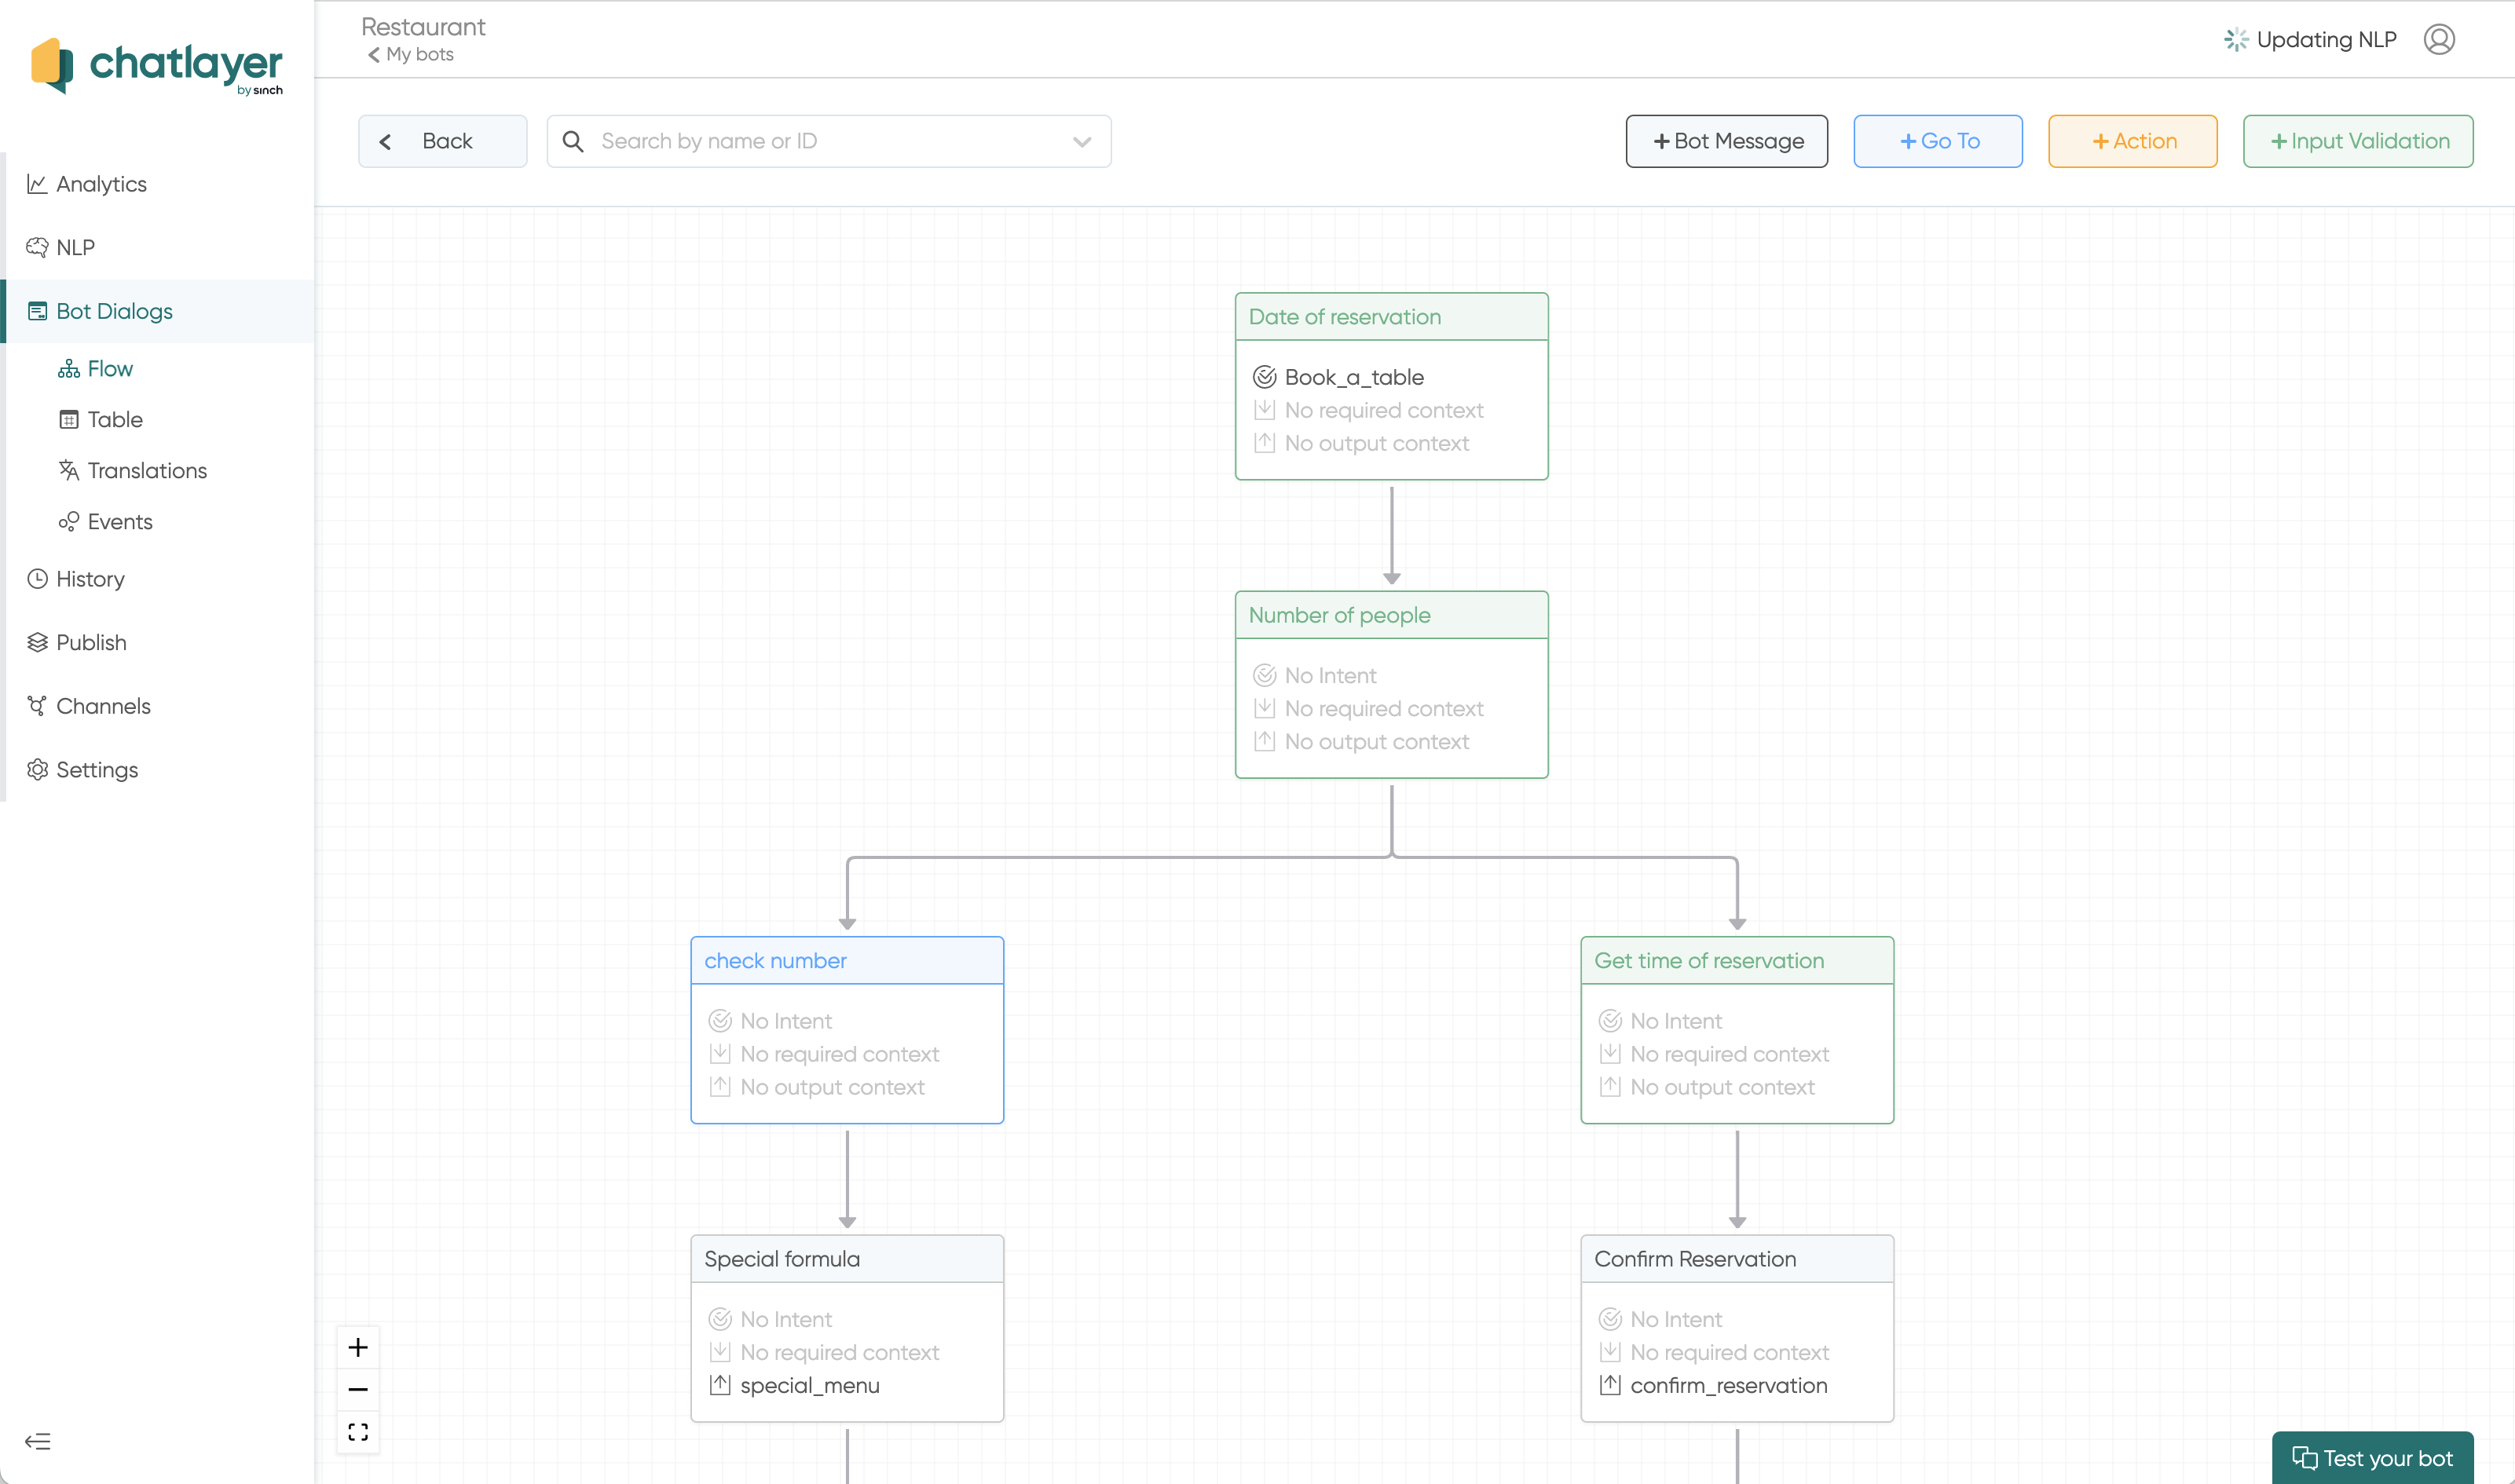 chatlayer
by sinch
Analytics
NLP
Bot Dialogs
Flow
Table
Translations
Events
History
Publish
Channels
Settings
Restaurant
My bots
Updating NLP
Back
Search by name or ID
+Bot Message
+Go To
+Action
+Input Validation
Date of reservation
Book_a_table
No required context
No output context
Number of people
No Intent
No required context
No output context
check number
No Intent
No required context
No output context
Get time of reservation
No Intent
No required context
No output context
Special formula
No Intent
No required context
special_menu
Confirm Reservation
No Intent
No required context
confirm_reservation
Test your bot